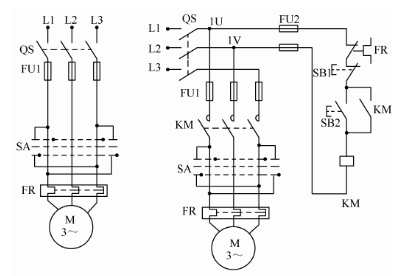 L1 L2 L3
QS
FU1
SA
FR
M
3～
L1
L2
L3
QS
1U
1V
FU2
FU1
KM
SA
FR
M
3～
FR
SB1
SB2
KM
KM